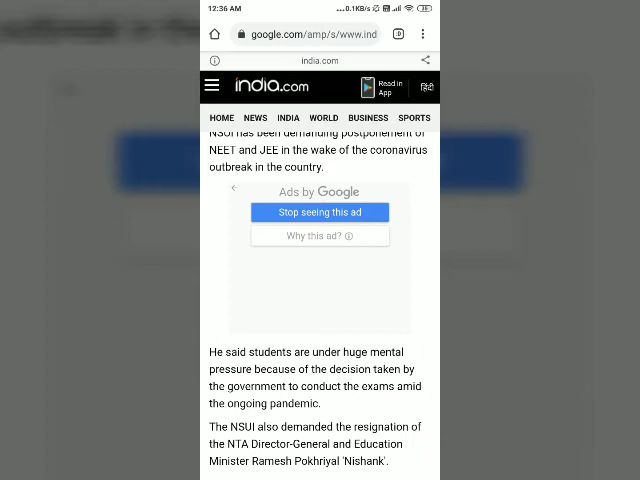 12:36 AM
...0.1KB/s
google.com/amp/s/www.ind
:D
india.com
india.com
Read in
App
हिंदी
HOME NEWS INDIA WORLD BUSINESS SPORTS
NSUI has been demanding postponement of
NEET and JEE in the wake of the coronavirus
outbreak in the country.
Ads by Google
Stop seeing this ad
Why this ad?
He said students are under huge mental
pressure because of the decision taken by
the government to conduct the exams amid
the ongoing pandemic.
The NSUI also demanded the resignation of
the NTA Director-General and Education
Minister Ramesh Pokhriyal 'Nishank'.